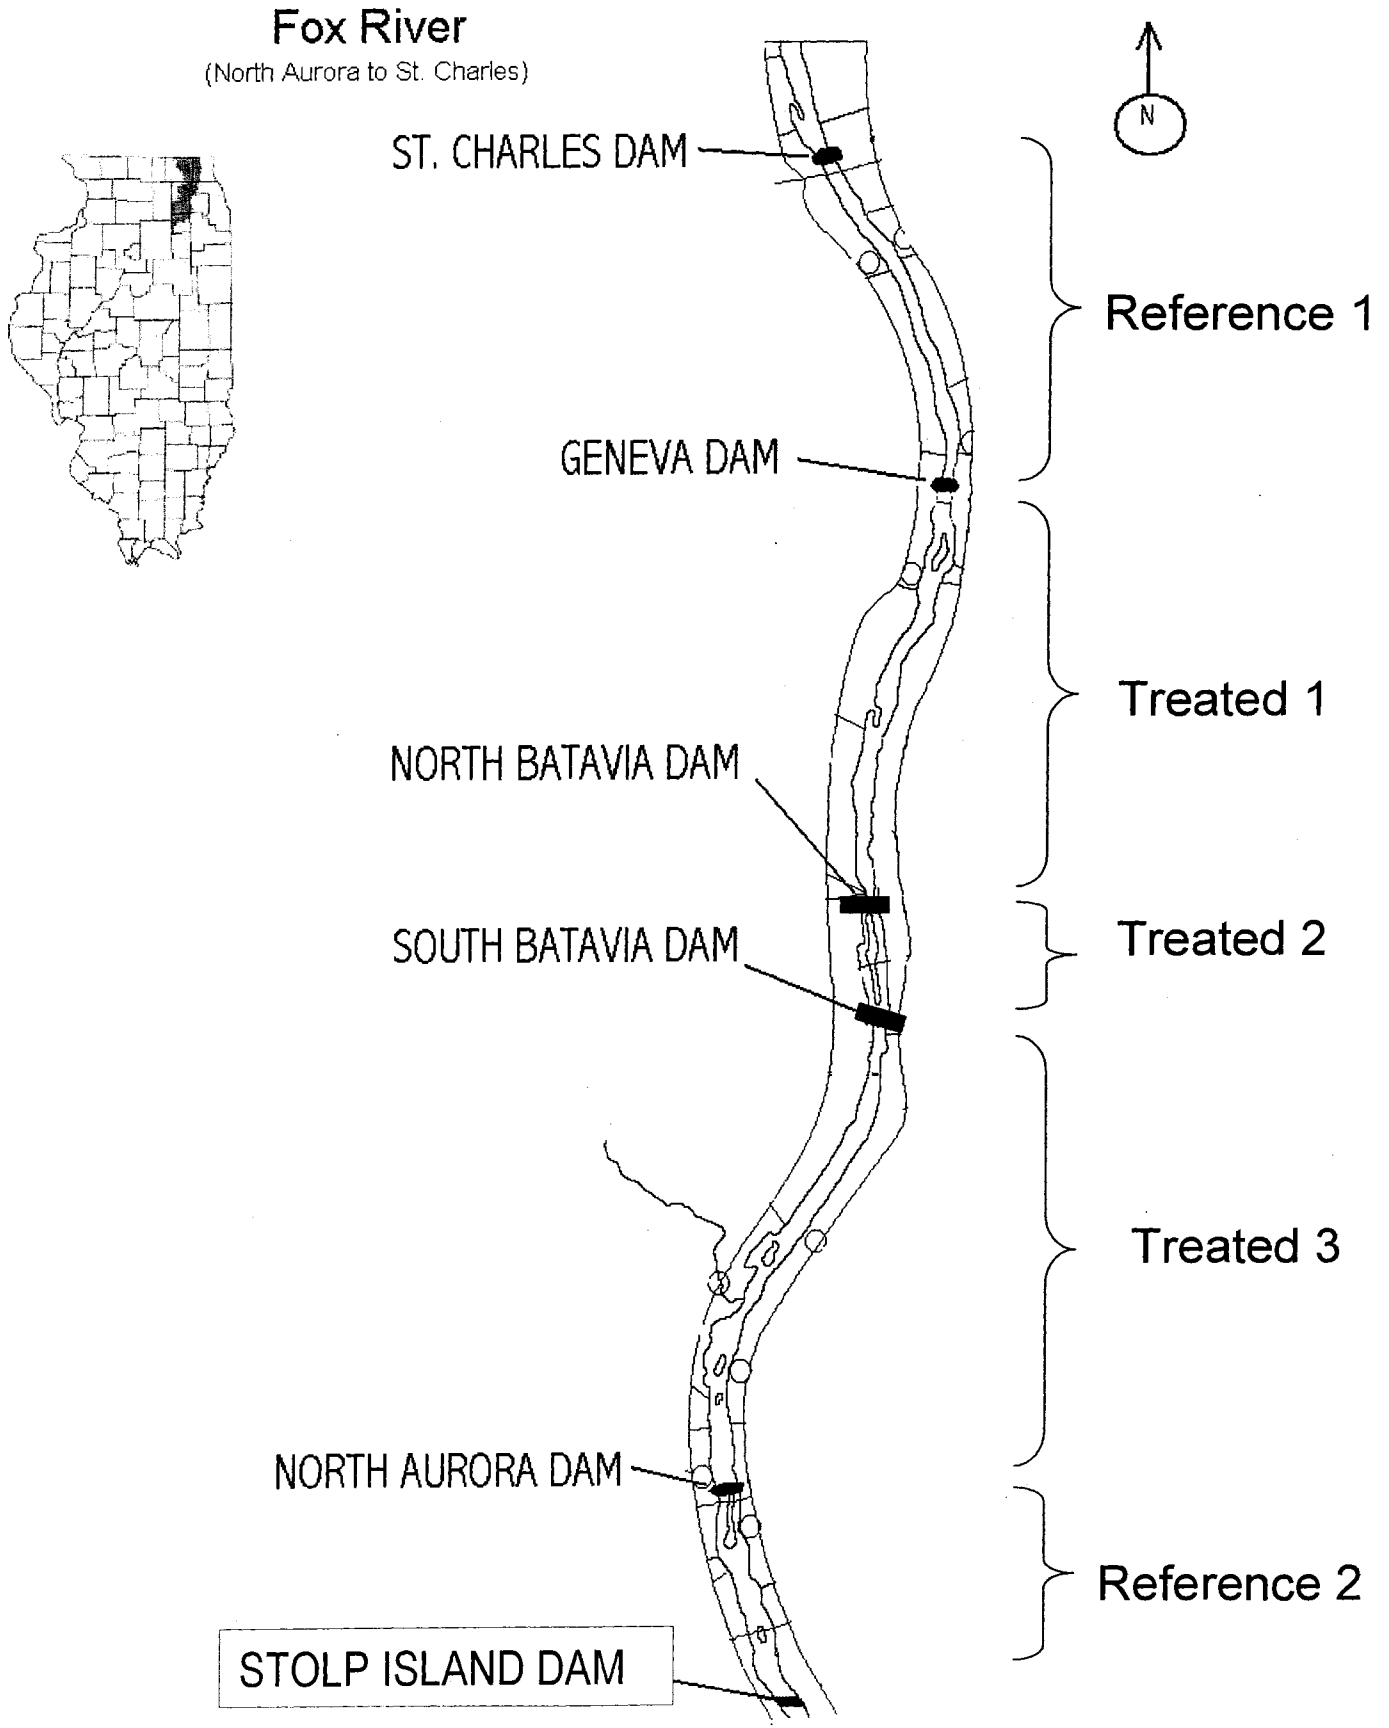 Fox River
(North Aurora to St. Charles)
N
ST. CHARLES DAM
Reference 1
GENEVA DAM
Treated 1
NORTH BATAVIA DAM
Treated 2
SOUTH BATAVIA DAM
Treated 3
NORTH AURORA DAM
Reference 2
STOLP ISLAND DAM